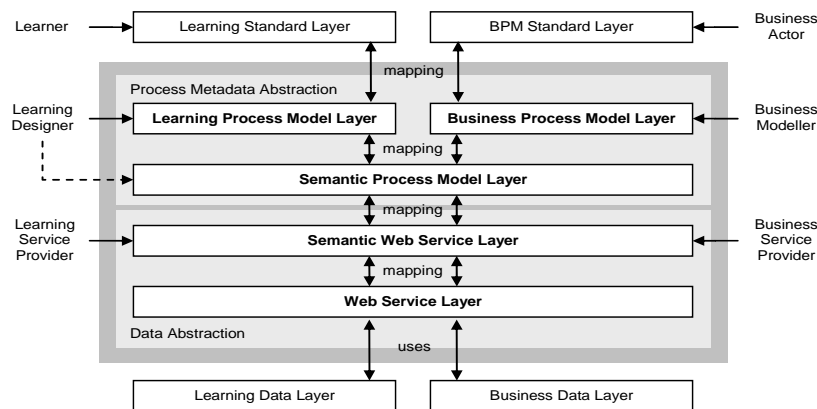 Learner
Learning Standard Layer
BPM Standard Layer
Business
Actor
mapping
Process Metadata Abstraction
Learning
Designer
Learning Process Model Layer
Business Process Model Layer
Business
Modeller
mapping
Semantic Process Model Layer
mapping
Learning
Service
Provider
Semantic Web Service Layer
Business
Service
Provider
mapping
Web Service Layer
Data Abstraction
uses
Learning Data Layer
Business Data Layer